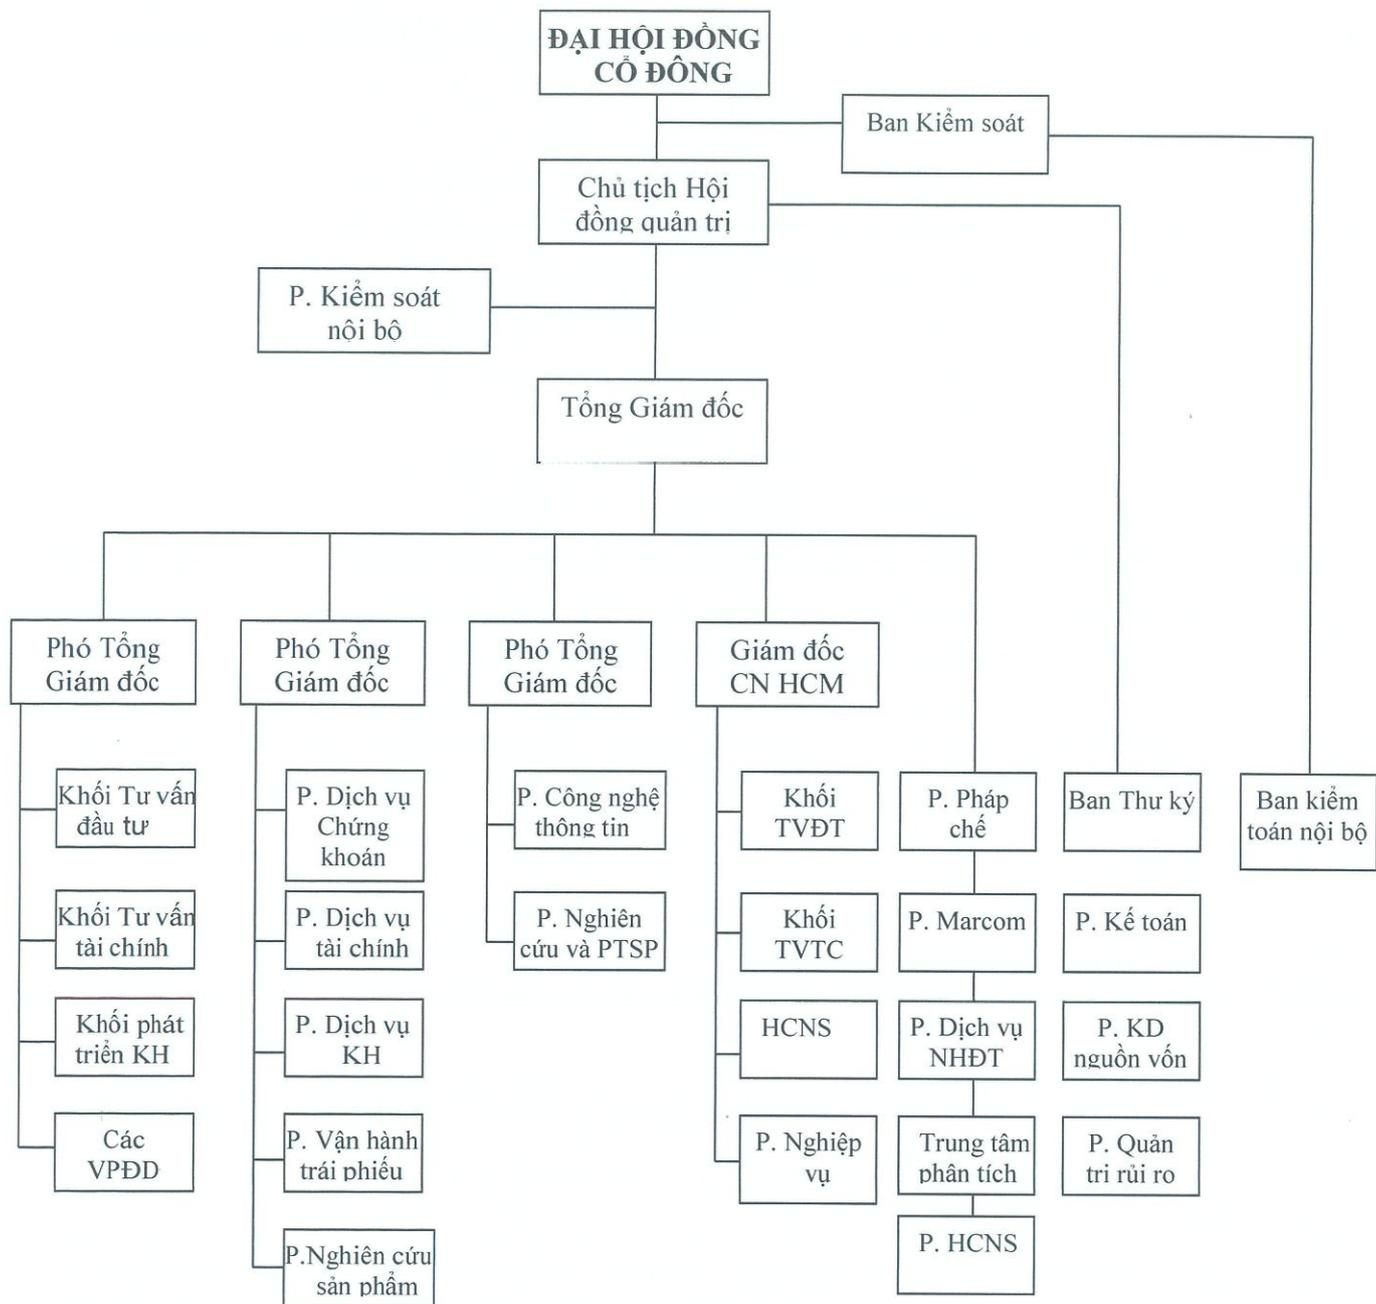 ĐẠI HỘI ĐỒNG
CỔ ĐÔNG
Ban Kiểm soát
Chủ tịch Hội
đồng quản trị
P. Kiểm soát
nội bộ
Tổng Giám đốc
Phó Tổng
Giám đốc
Phó Tổng
Giám đốc
Phó Tổng
Giám đốc
Giám đốc
CN HCM
Khối Tư vấn
đầu tư
Khối Tư vấn
tài chính
Khối phát
triển KH
Các
VPĐD
P. Dịch vụ
Chứng
khoán
P. Dịch vụ
tài chính
P. Dịch vụ
KH
P. Vận hành
trái phiếu
P.Nghiên cứu
sản phẩm
P. Công nghệ
thông tin
P. Nghiên
cứu và PTSP
Khối
TVĐT
Khối
TVTC
HCNS
P. Nghiệp
vụ
P. Pháp
chế
P. Marcom
P. Dịch vụ
NHĐT
Trung tâm
phân tích
P. HCNS
Ban Thư ký
P. Kế toán
P. KD
nguồn vốn
P. Quản
trị rủi ro
Ban kiểm
toán nội bộ